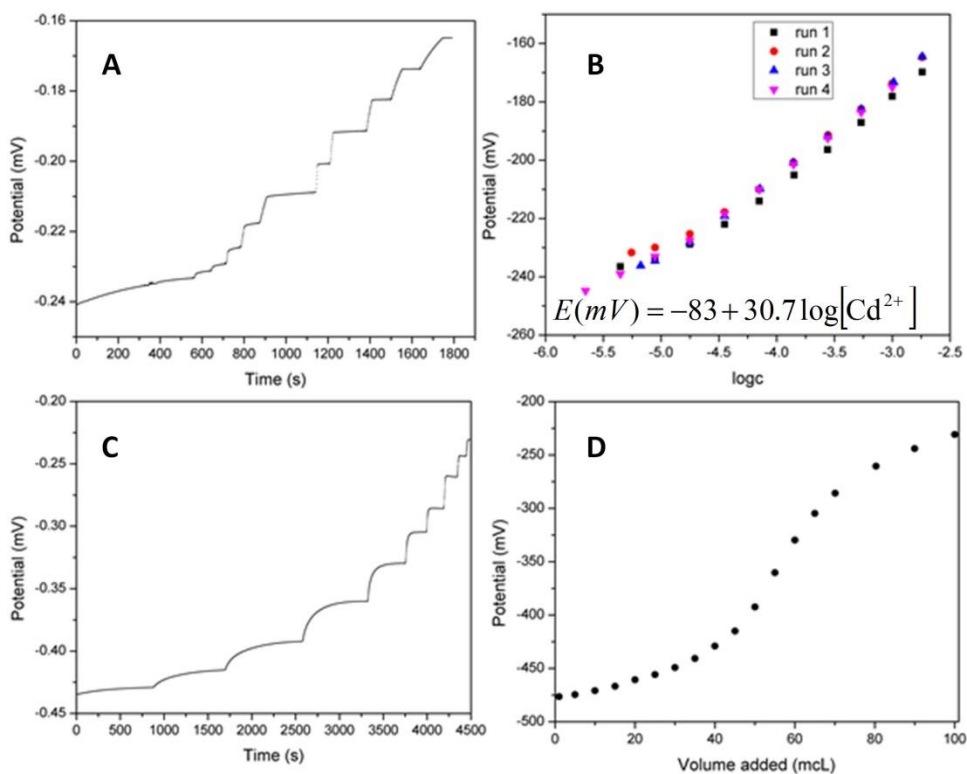 A
Potential (mV)
-0.16
-0.18
-0.20
-0.22
-0.24
0 200 400 600 800 1000 1200 1400 1600 1800
Time (s)
B
run 1
run 2
run 3
run 4
Potential (mV)
-160
-180
-200
-220
-240
-260
E(mV) = −83 + 30.7 log[Cd²⁺]
-6.0 -5.5 -5.0 -4.5 -4.0 -3.5 -3.0 -2.5
logc
C
Potential (mV)
-0.20
-0.25
-0.30
-0.35
-0.40
-0.45
0 500 1000 1500 2000 2500 3000 3500 4000 4500
Time (s)
D
Potential (mV)
-200
-250
-300
-350
-400
-450
-500
0 20 40 60 80 100
Volume added (mcL)